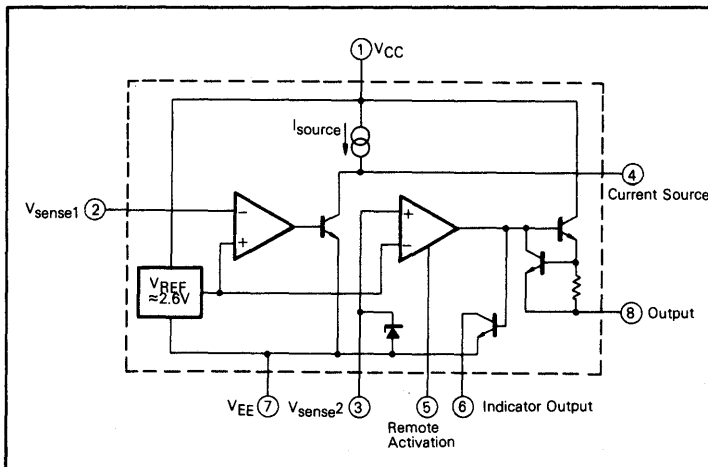 ① VCC
Isource
④
Current Source
Vsense1 ②
−
+
+
−
VREF
≈2.6V
⑧ Output
VEE ⑦
Vsense2 ③
⑤
Remote
Activation
⑥ Indicator Output